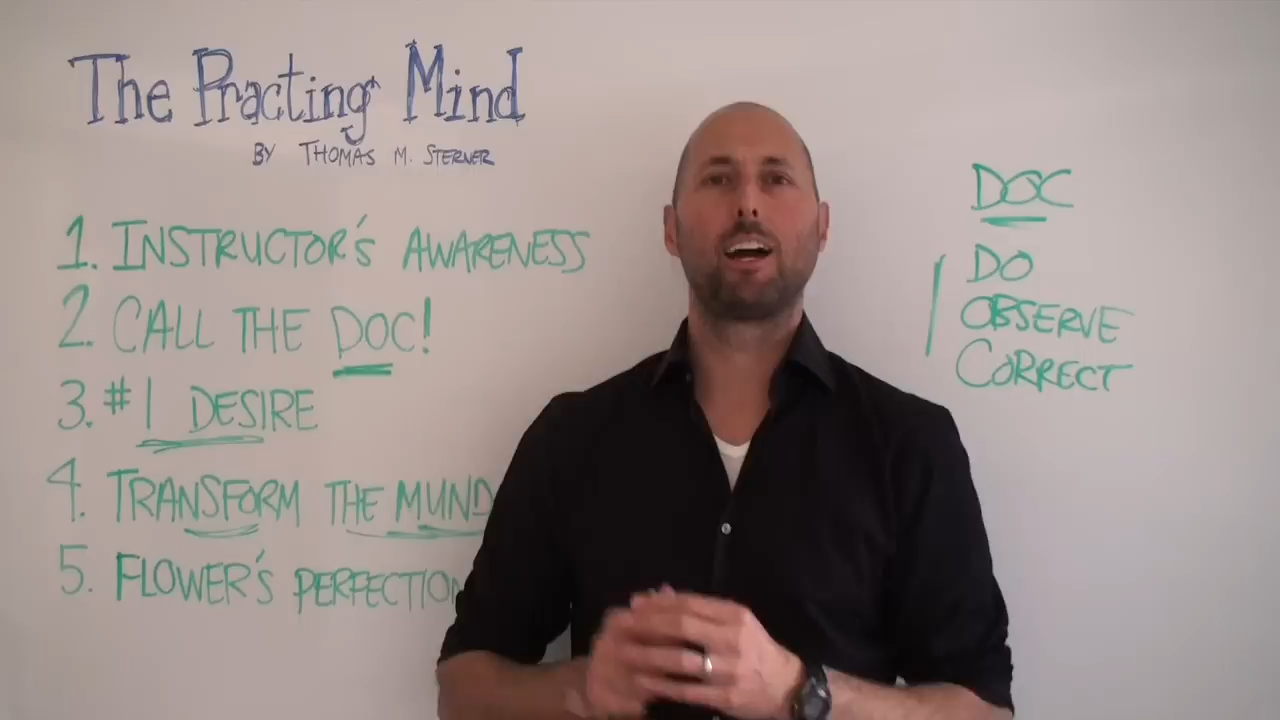 The Practing Mind
BY THOMAS M. STERNER
1. INSTRUCTOR'S AWARENESS
2. CALL THE DOC!
3. #1 DESIRE
4. TRANSFORM THE MUND
5. FLOWER'S PERFECTION
DOC
DO
OBSERVE
CORRECT